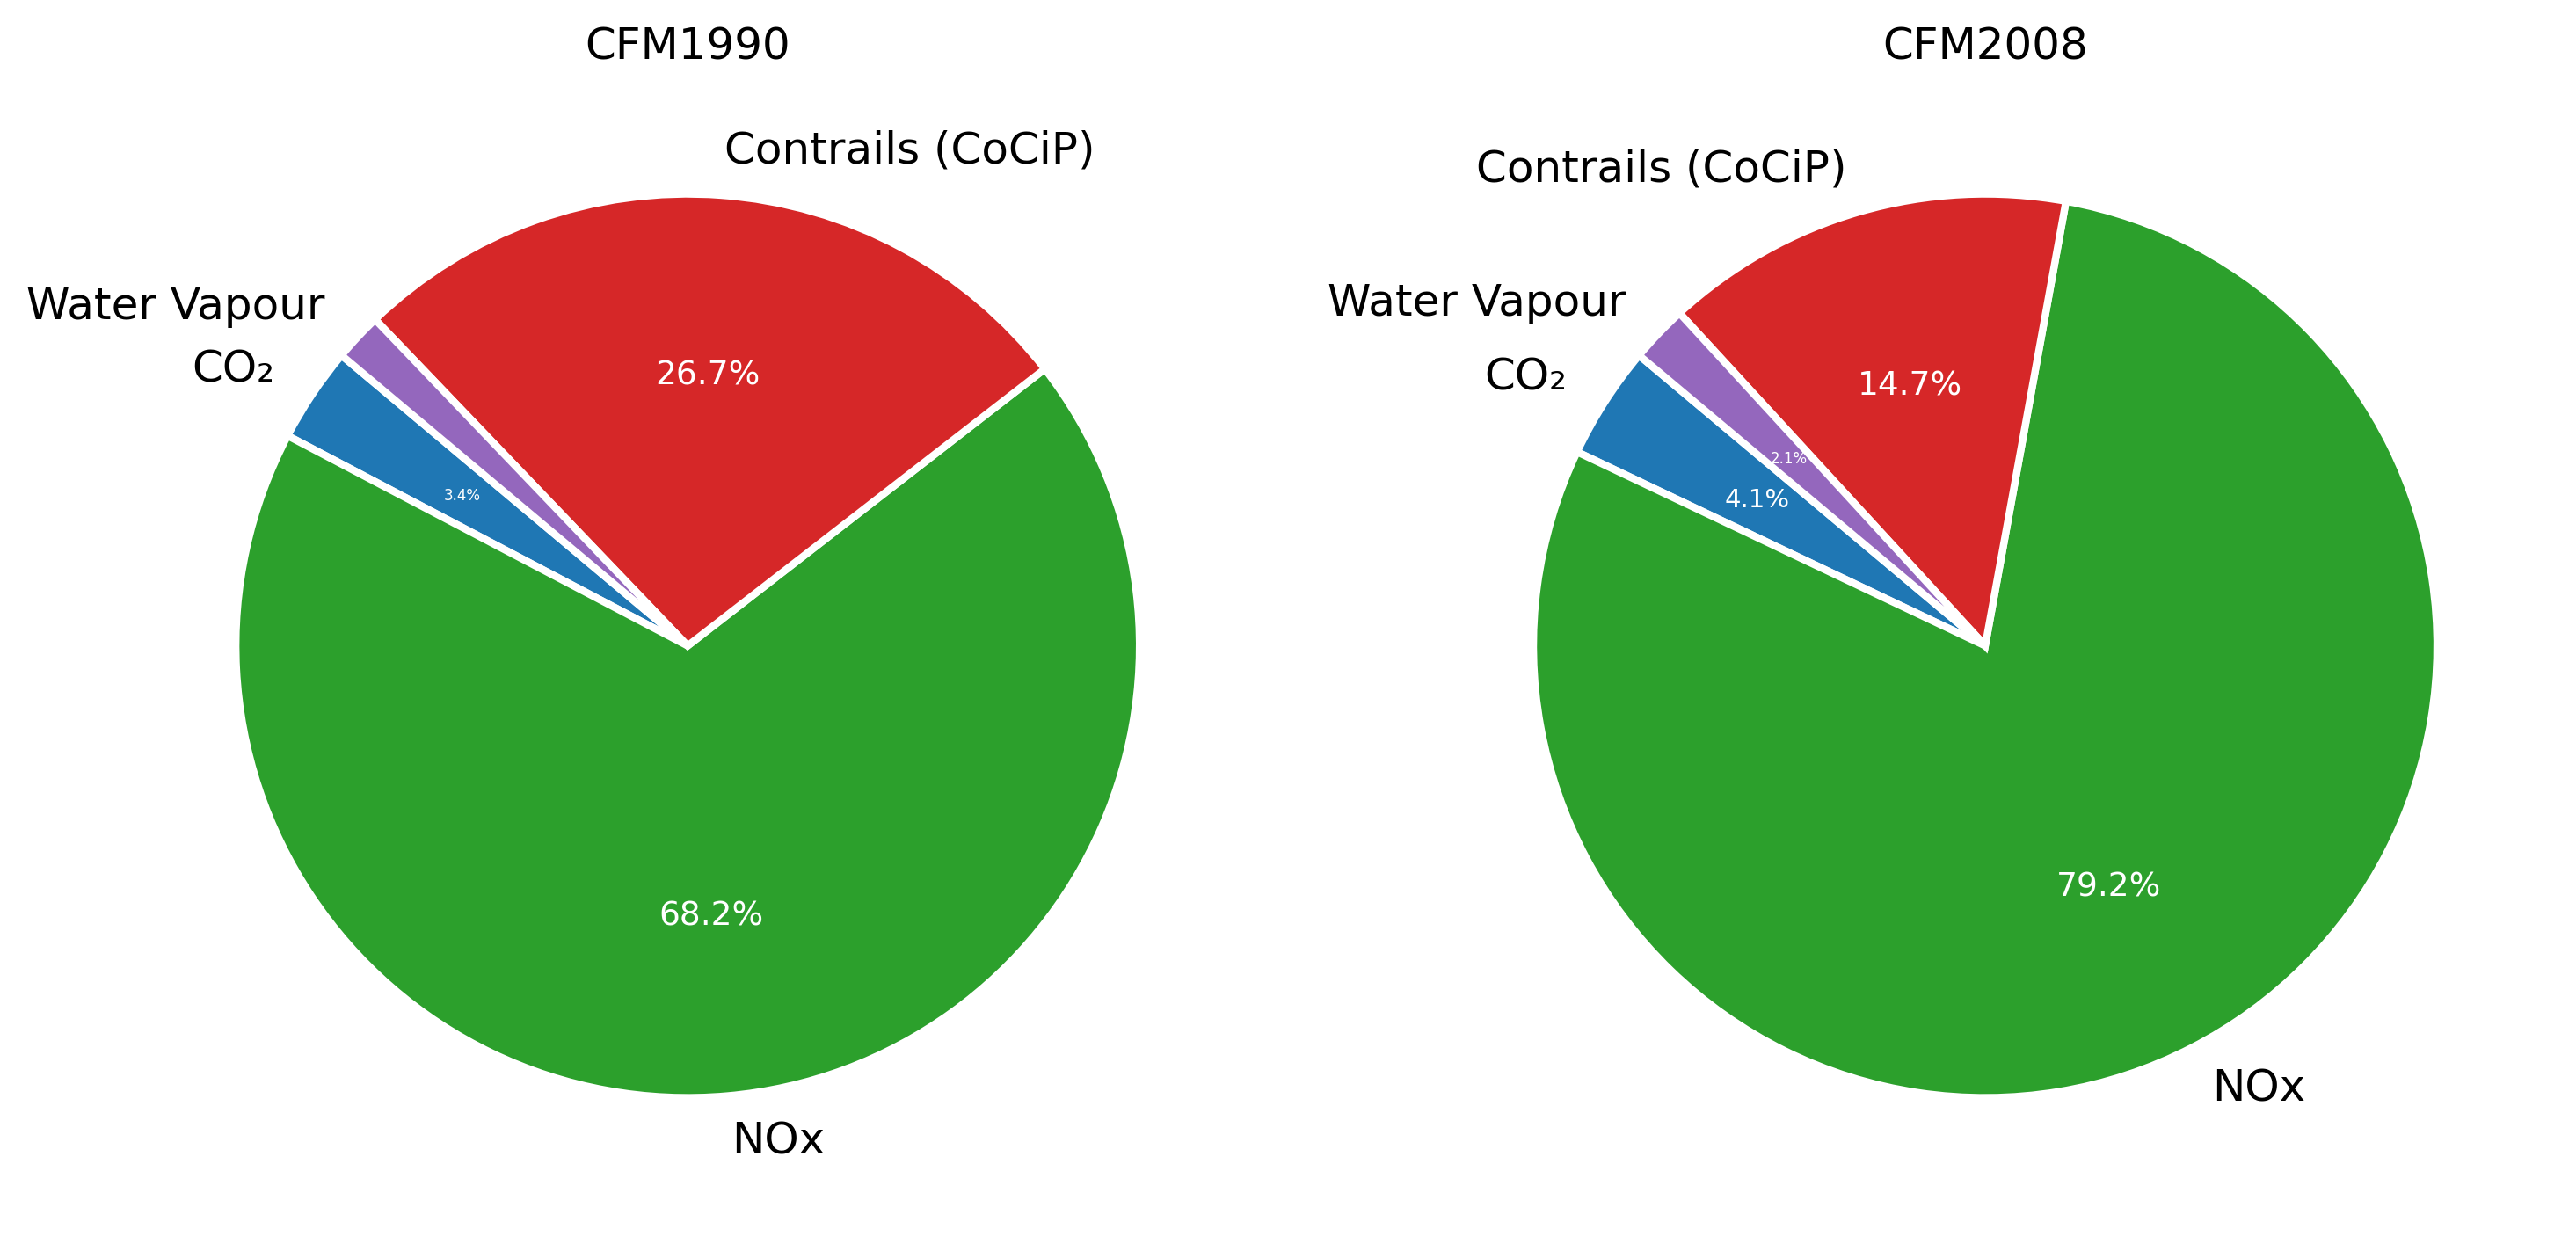 CFM1990
Contrails (CoCiP)
Water Vapour
CO₂
26.7%
3.4%
68.2%
NOx
CFM2008
Contrails (CoCiP)
Water Vapour
CO₂
14.7%
2.1%
4.1%
79.2%
NOx